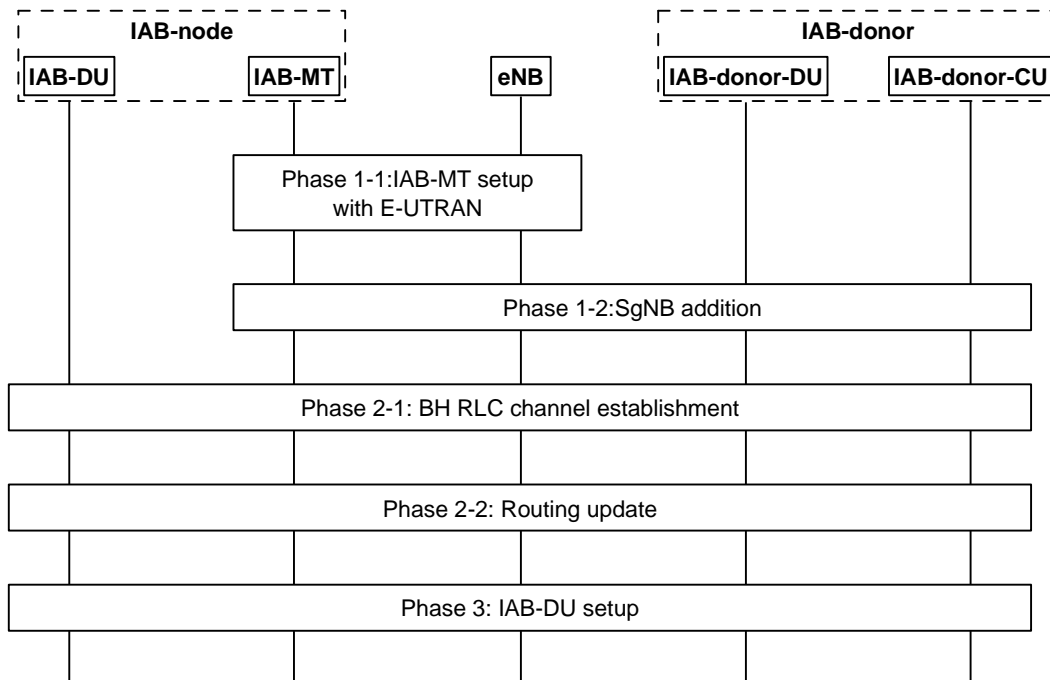 IAB-node
IAB-donor
IAB-DU
IAB-MT
eNB
IAB-donor-DU
IAB-donor-CU
Phase 1-1:IAB-MT setup
with E-UTRAN
Phase 1-2:SgNB addition
Phase 2-1: BH RLC channel establishment
Phase 2-2: Routing update
Phase 3: IAB-DU setup